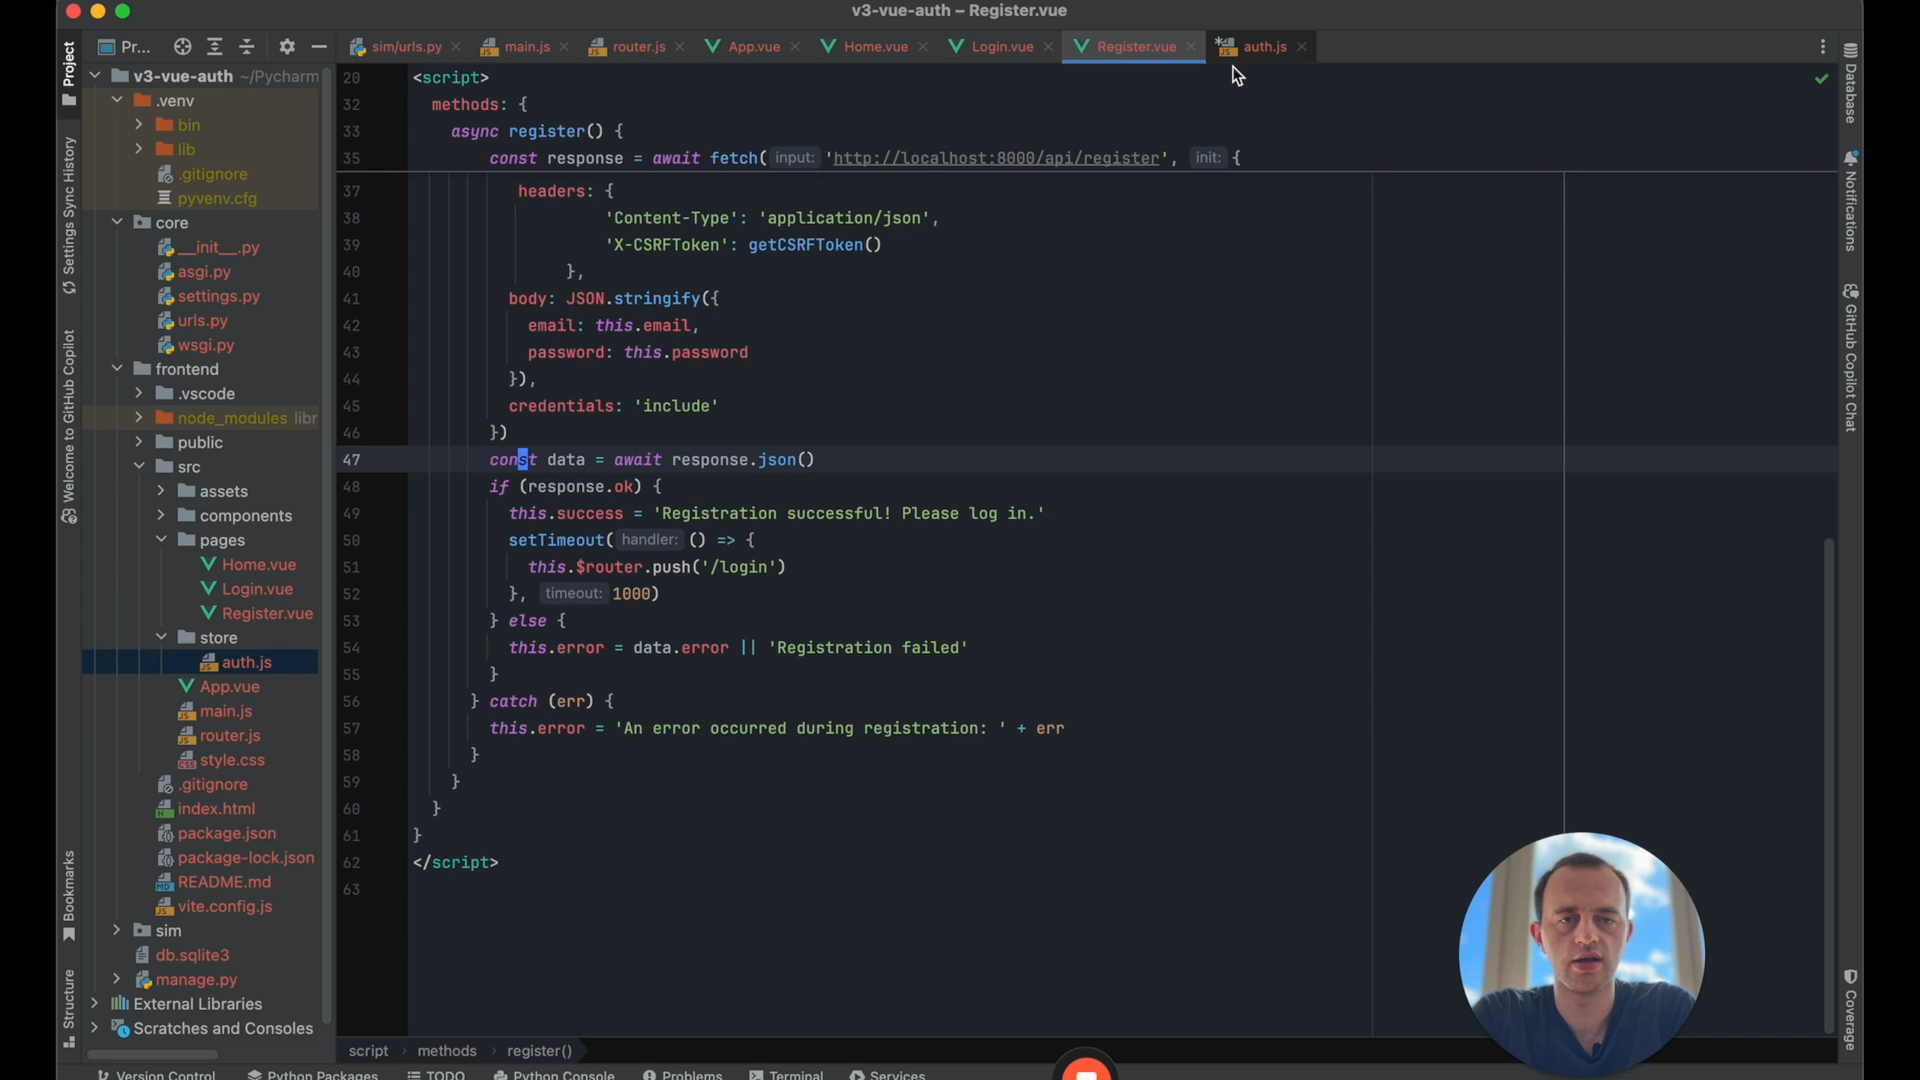 v3-vue-auth – Register.vue
Project
Pr...
sim/urls.py
main.js
router.js
App.vue
Home.vue
Login.vue
Register.vue
auth.js
v3-vue-auth ~/Pycharm
.venv
bin
lib
.gitignore
pyvenv.cfg
core
__init__.py
asgi.py
settings.py
urls.py
wsgi.py
frontend
.vscode
node_modules libr
public
src
assets
components
pages
Home.vue
Login.vue
Register.vue
store
auth.js
App.vue
main.js
router.js
style.css
.gitignore
index.html
package.json
package-lock.json
README.md
vite.config.js
sim
db.sqlite3
manage.py
External Libraries
Scratches and Consoles
Settings Sync History
Welcome to GitHub Copilot
Bookmarks
Structure
20 <script>
32 methods: {
33 async register() {
35 const response = await fetch( input: 'http://localhost:8000/api/register', init: {
37 headers: {
38 'Content-Type': 'application/json',
39 'X-CSRFToken': getCSRFToken()
40 },
41 body: JSON.stringify({
42 email: this.email,
43 password: this.password
44 }),
45 credentials: 'include'
46 })
47 const data = await response.json()
48 if (response.ok) {
49 this.success = 'Registration successful! Please log in.'
50 setTimeout( handler: () => {
51 this.$router.push('/login')
52 }, timeout: 1000)
53 } else {
54 this.error = data.error || 'Registration failed'
55 }
56 } catch (err) {
57 this.error = 'An error occurred during registration: ' + err
58 }
59 }
60 }
61 }
62 </script>
63
script
methods
register()
Database
Notifications
GitHub Copilot Chat
Coverage
Version Control
Python Packages
TODO
Python Console
Problems
Terminal
Services